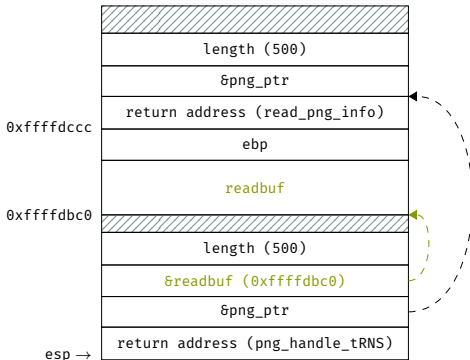 length (500)
&png_ptr
return address (read_png_info)
0xffffdccc
ebp
readbuf
0xffffdbc0
length (500)
&readbuf (0xffffdbc0)
&png_ptr
return address (png_handle_tRNS)
esp →